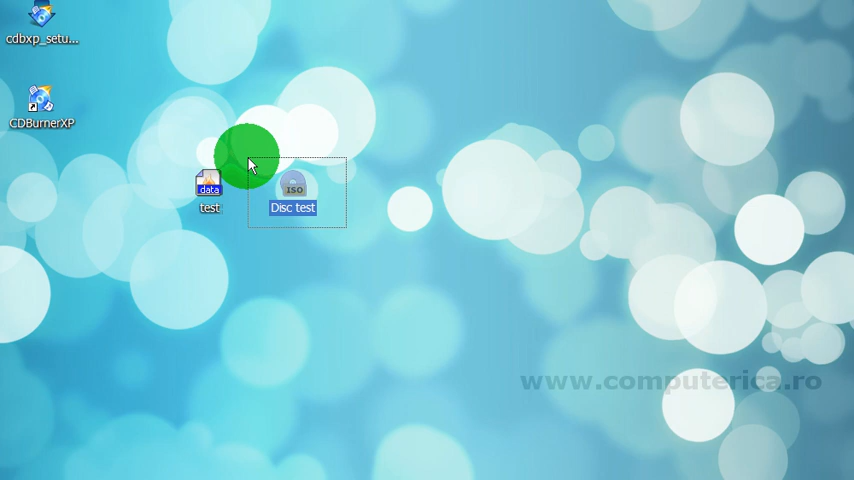 cdbxp_setu...
CDBurnerXP
data
test
ISO
Disc test
www.computerica.ro